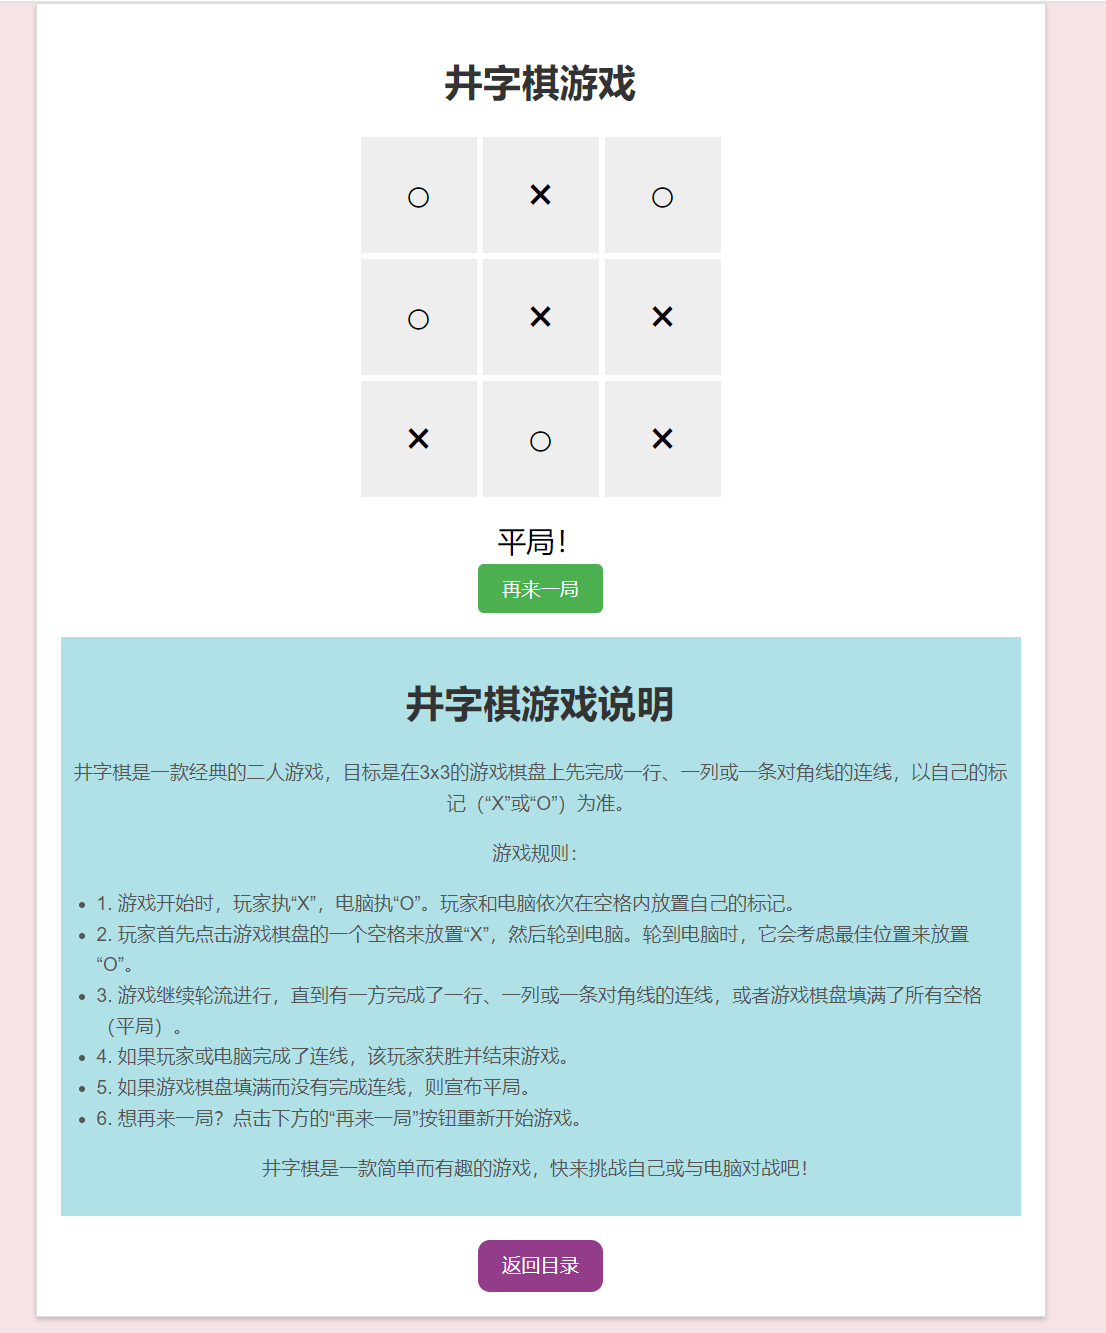 井字棋游戏
○ × ○
○ × ×
× ○ ×
平局！
再来一局
井字棋游戏说明
井字棋是一款经典的二人游戏，目标是在3x3的游戏棋盘上先完成一行、一列或一条对角线的连线，以自己的标
记（“X”或“O”）为准。
游戏规则：
• 1. 游戏开始时，玩家执“X”，电脑执“O”。玩家和电脑依次在空格内放置自己的标记。
• 2. 玩家首先点击游戏棋盘的一个空格来放置“X”，然后轮到电脑。轮到电脑时，它会考虑最佳位置来放置
“O”。
• 3. 游戏继续轮流进行，直到有一方完成了一行、一列或一条对角线的连线，或者游戏棋盘填满了所有空格
（平局）。
• 4. 如果玩家或电脑完成了连线，该玩家获胜并结束游戏。
• 5. 如果游戏棋盘填满而没有完成连线，则宣布平局。
• 6. 想再来一局？点击下方的“再来一局”按钮重新开始游戏。
井字棋是一款简单而有趣的游戏，快来挑战自己或与电脑对战吧！
返回目录